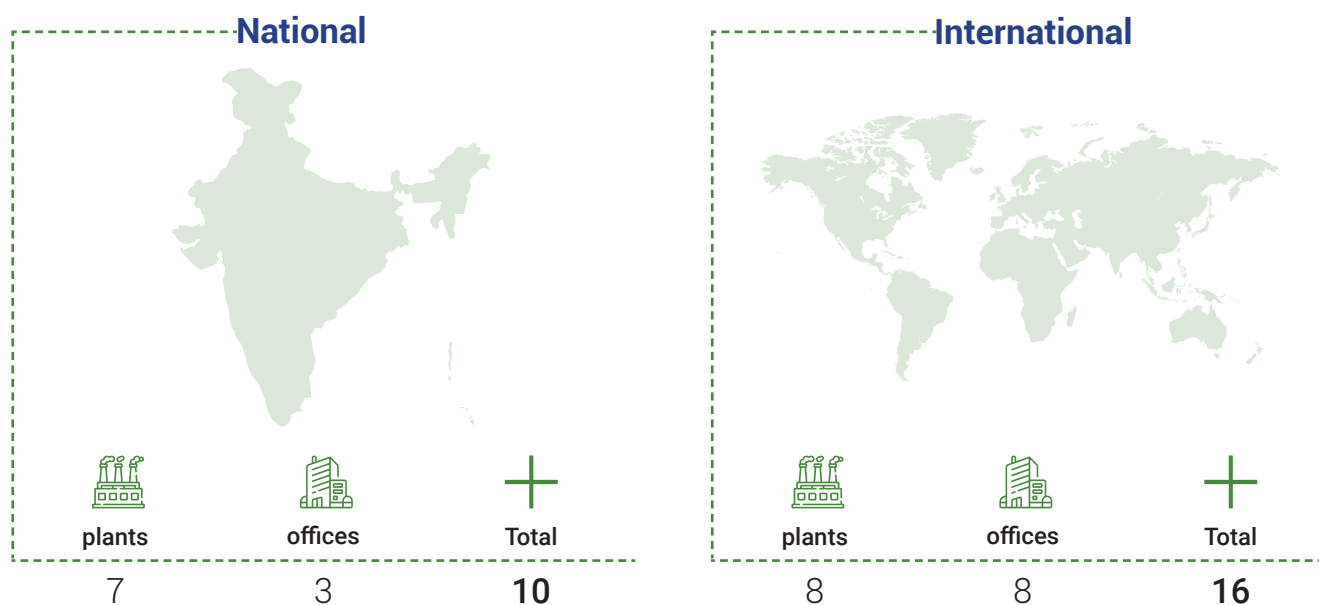 National
plants offices Total
7 3 10
International
plants offices Total
8 8 16